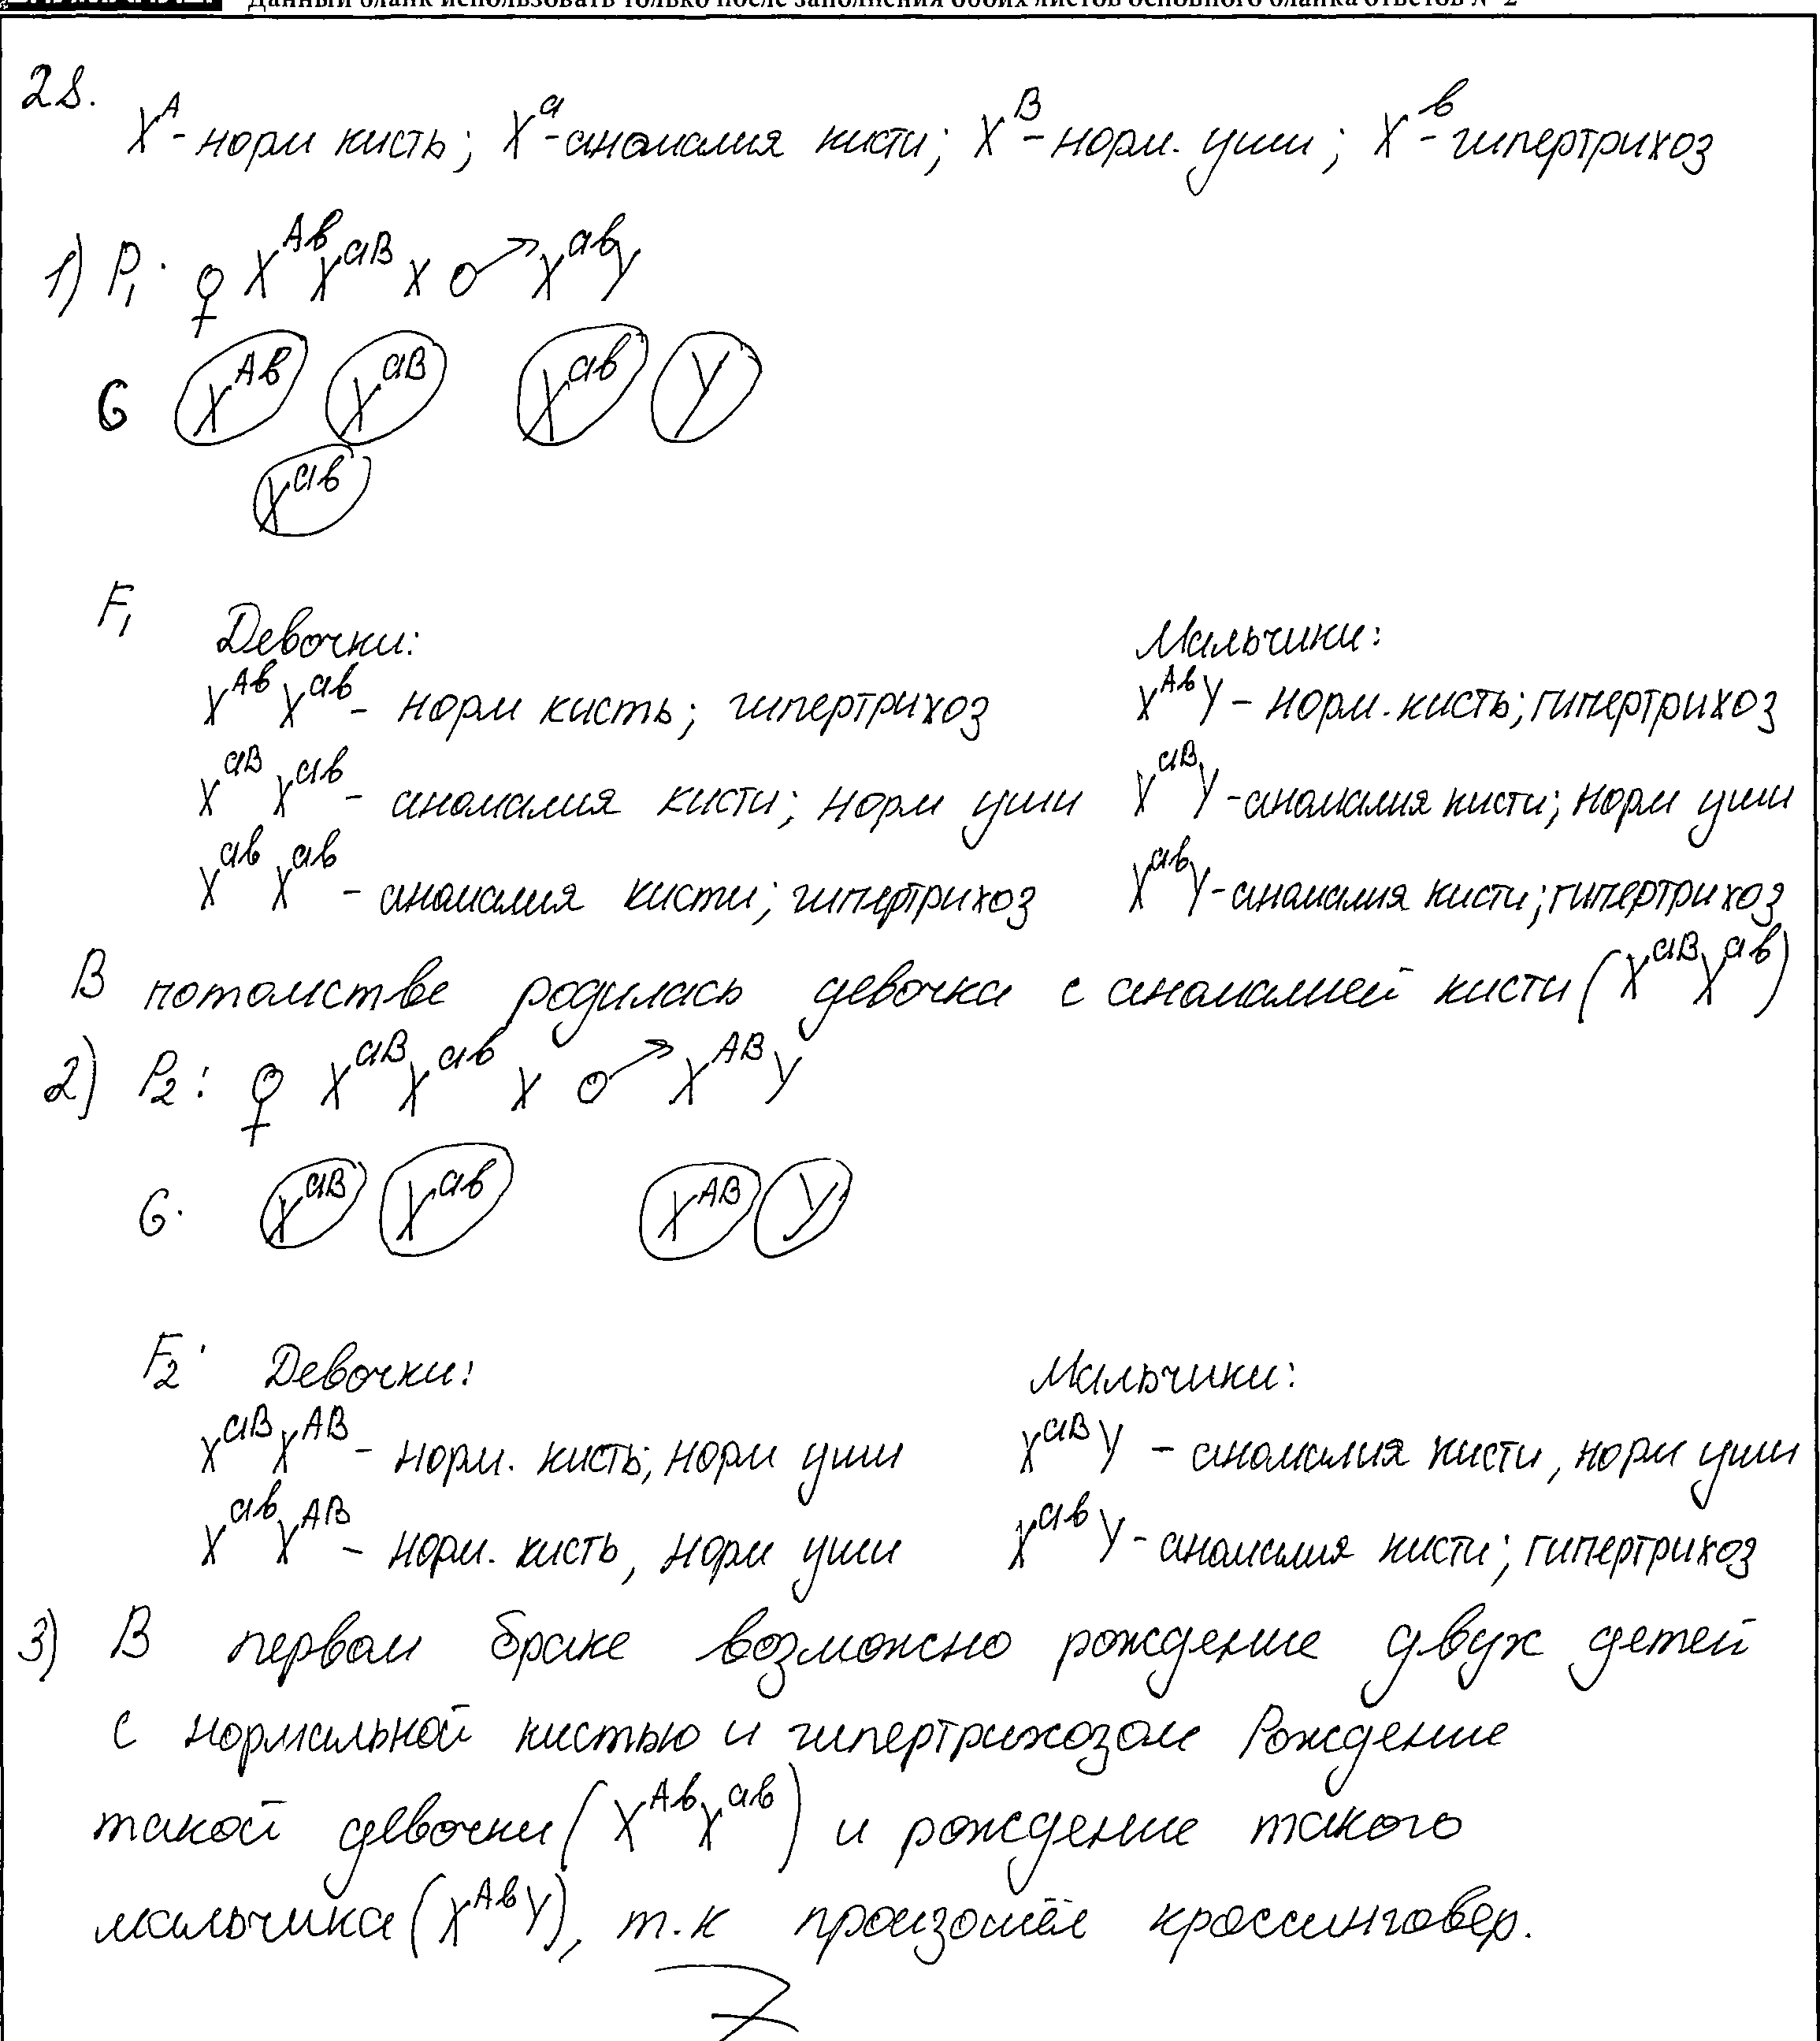 Данный бланк использовать только после заполнения обоих листов основного бланка ответов № 2
28.
X^A - норм кисть; X^a - аномалия кисти; X^B - норм. уши; X^b - гипертрихоз
1) P₁: ♀ X^Ab X^aB x ♂ X^ab Y
G X^Ab X^aB X^ab Y
X^ab
F₁ Девочки: Мальчики:
X^Ab X^ab - норм кисть; гипертрихоз X^Ab Y - норм. кисть; гипертрихоз
X^aB X^ab - аномалия кисти; норм уши X^aB Y - аномалия кисти; норм уши
X^ab X^ab - аномалия кисти; гипертрихоз X^ab Y - аномалия кисти; гипертрихоз
В потомстве родилась девочка с аномалией кисти (X^aB X^ab)
2) P₂: ♀ X^aB X^ab x ♂ X^AB Y
G. X^aB X^ab X^AB Y
F₂: Девочки: Мальчики:
X^aB X^AB - норм. кисть; норм уши X^aB Y - аномалия кисти, норм уши
X^ab X^AB - норм. кисть, норм уши X^ab Y - аномалия кисти; гипертрихоз
3) В первом браке возможно рождение двух детей
с нормальной кистью и гипертрихозом Рождение
такой девочки (X^Ab X^ab) и рождение такого
мальчика (X^Ab Y), т.к произошёл кроссинговер.